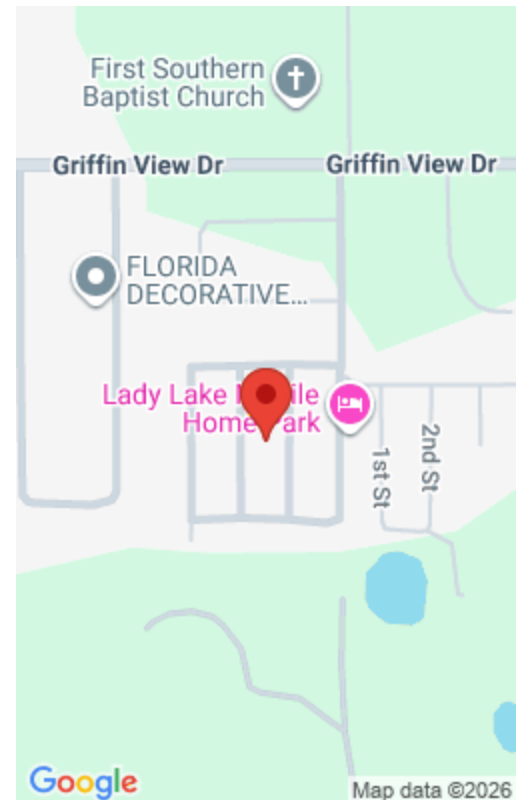 First Southern
Baptist Church
Griffin View Dr
Griffin View Dr
FLORIDA
DECORATIVE...
Lady Lake
Home Park
1st St
2nd St
Google
Map data ©2026